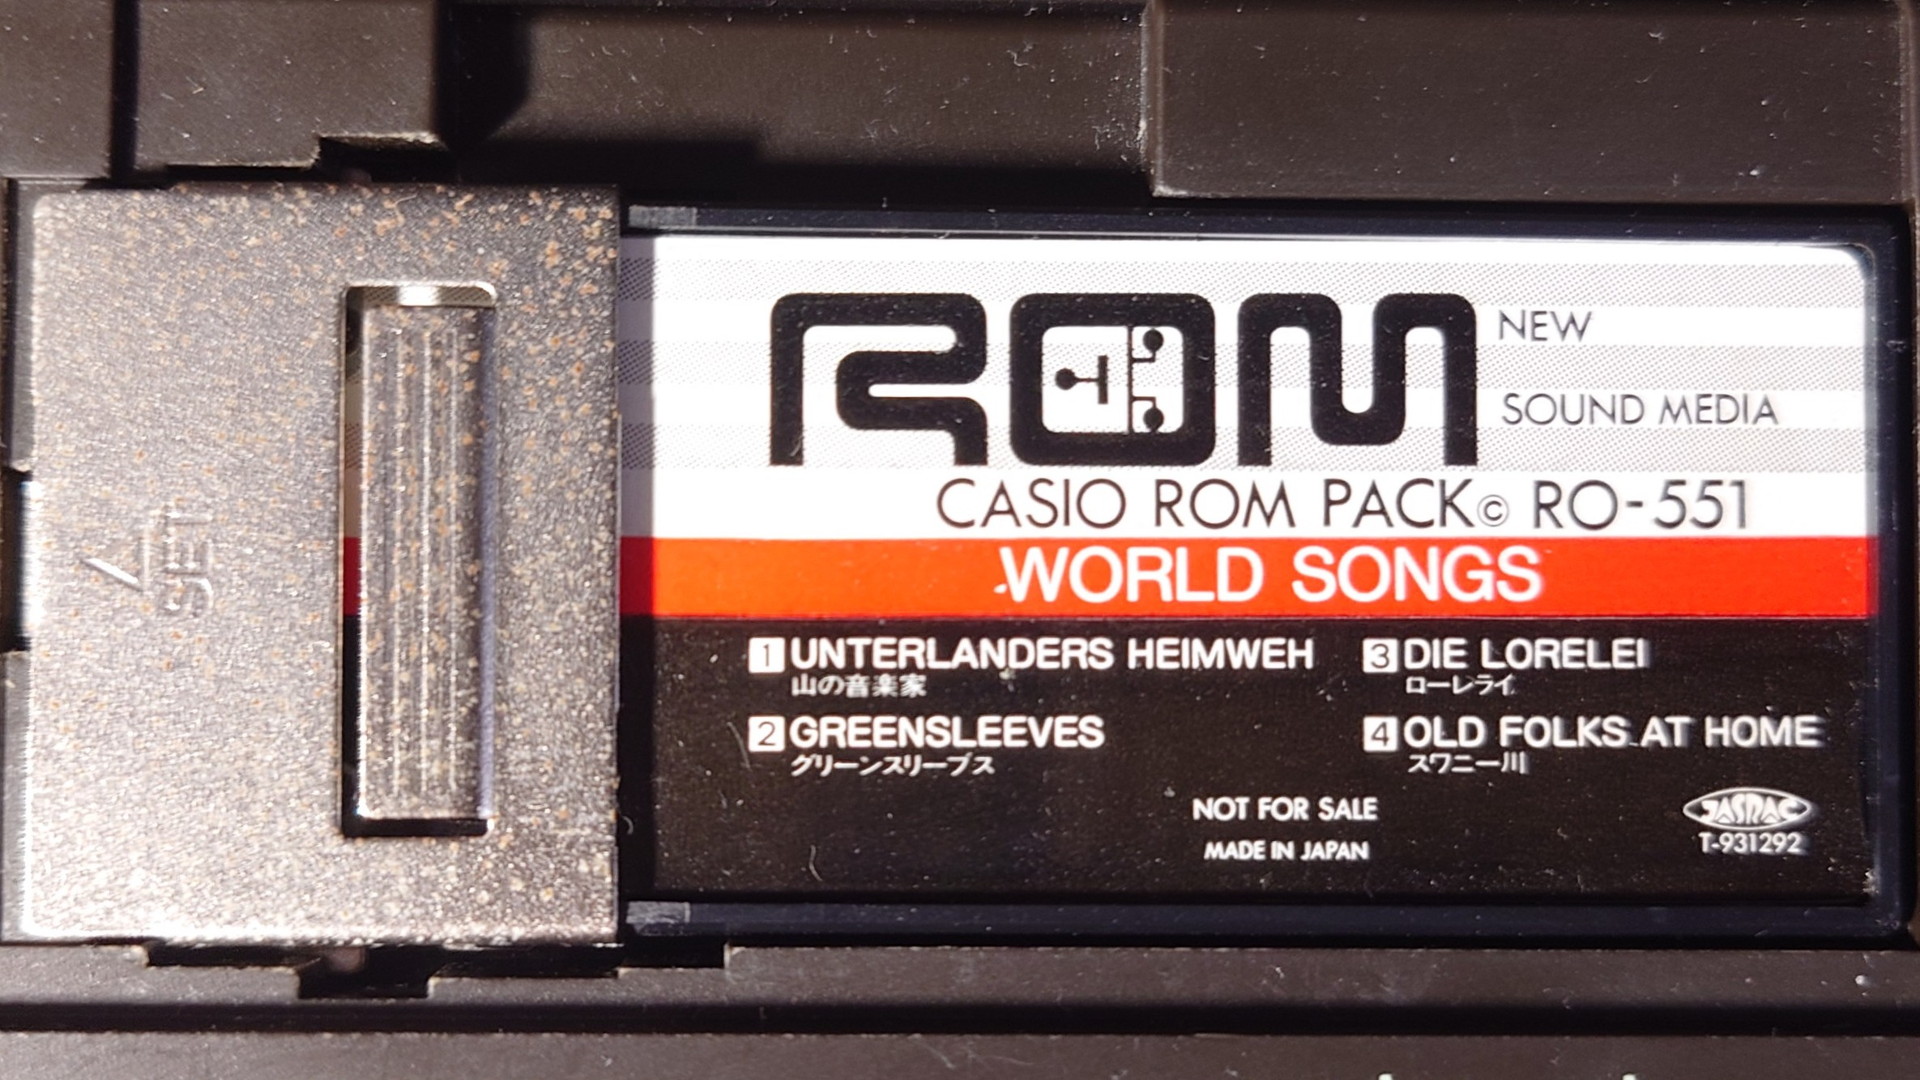 SET
ROM
NEW
SOUND MEDIA
CASIO ROM PACK© RO-551
WORLD SONGS
1 UNTERLANDERS HEIMWEH
山の音楽家
2 GREENSLEEVES
グリーンスリーブス
3 DIE LORELEI
ローレライ
4 OLD FOLKS AT HOME
スワニー川
NOT FOR SALE
MADE IN JAPAN
JASRAC
T-931292